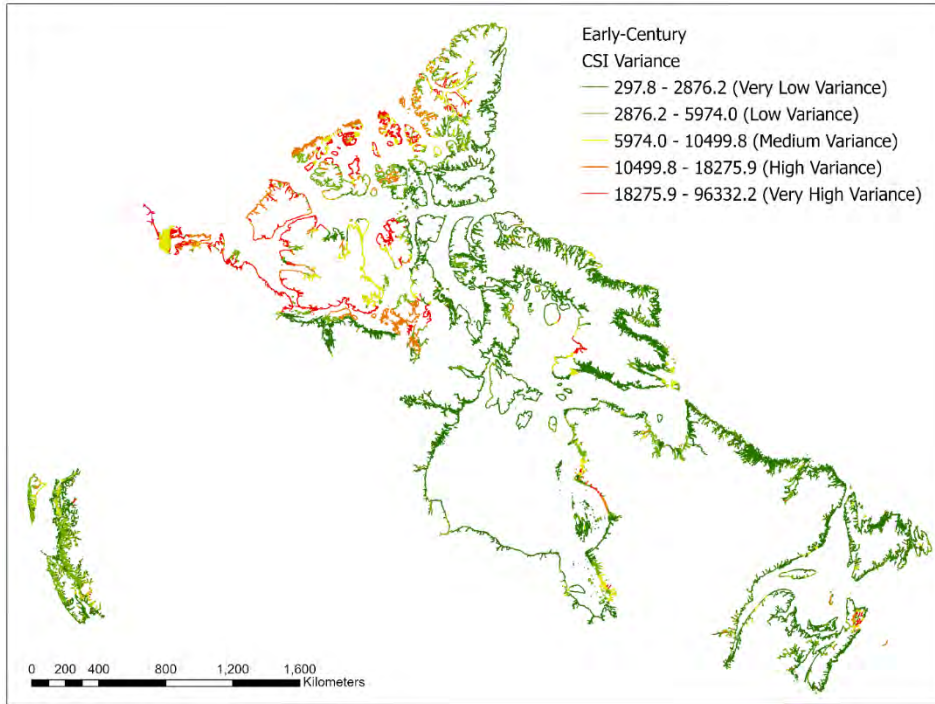 Early-Century
CSI Variance
297.8 - 2876.2 (Very Low Variance)
2876.2 - 5974.0 (Low Variance)
5974.0 - 10499.8 (Medium Variance)
10499.8 - 18275.9 (High Variance)
18275.9 - 96332.2 (Very High Variance)
0 200 400 800 1,200 1,600
Kilometers